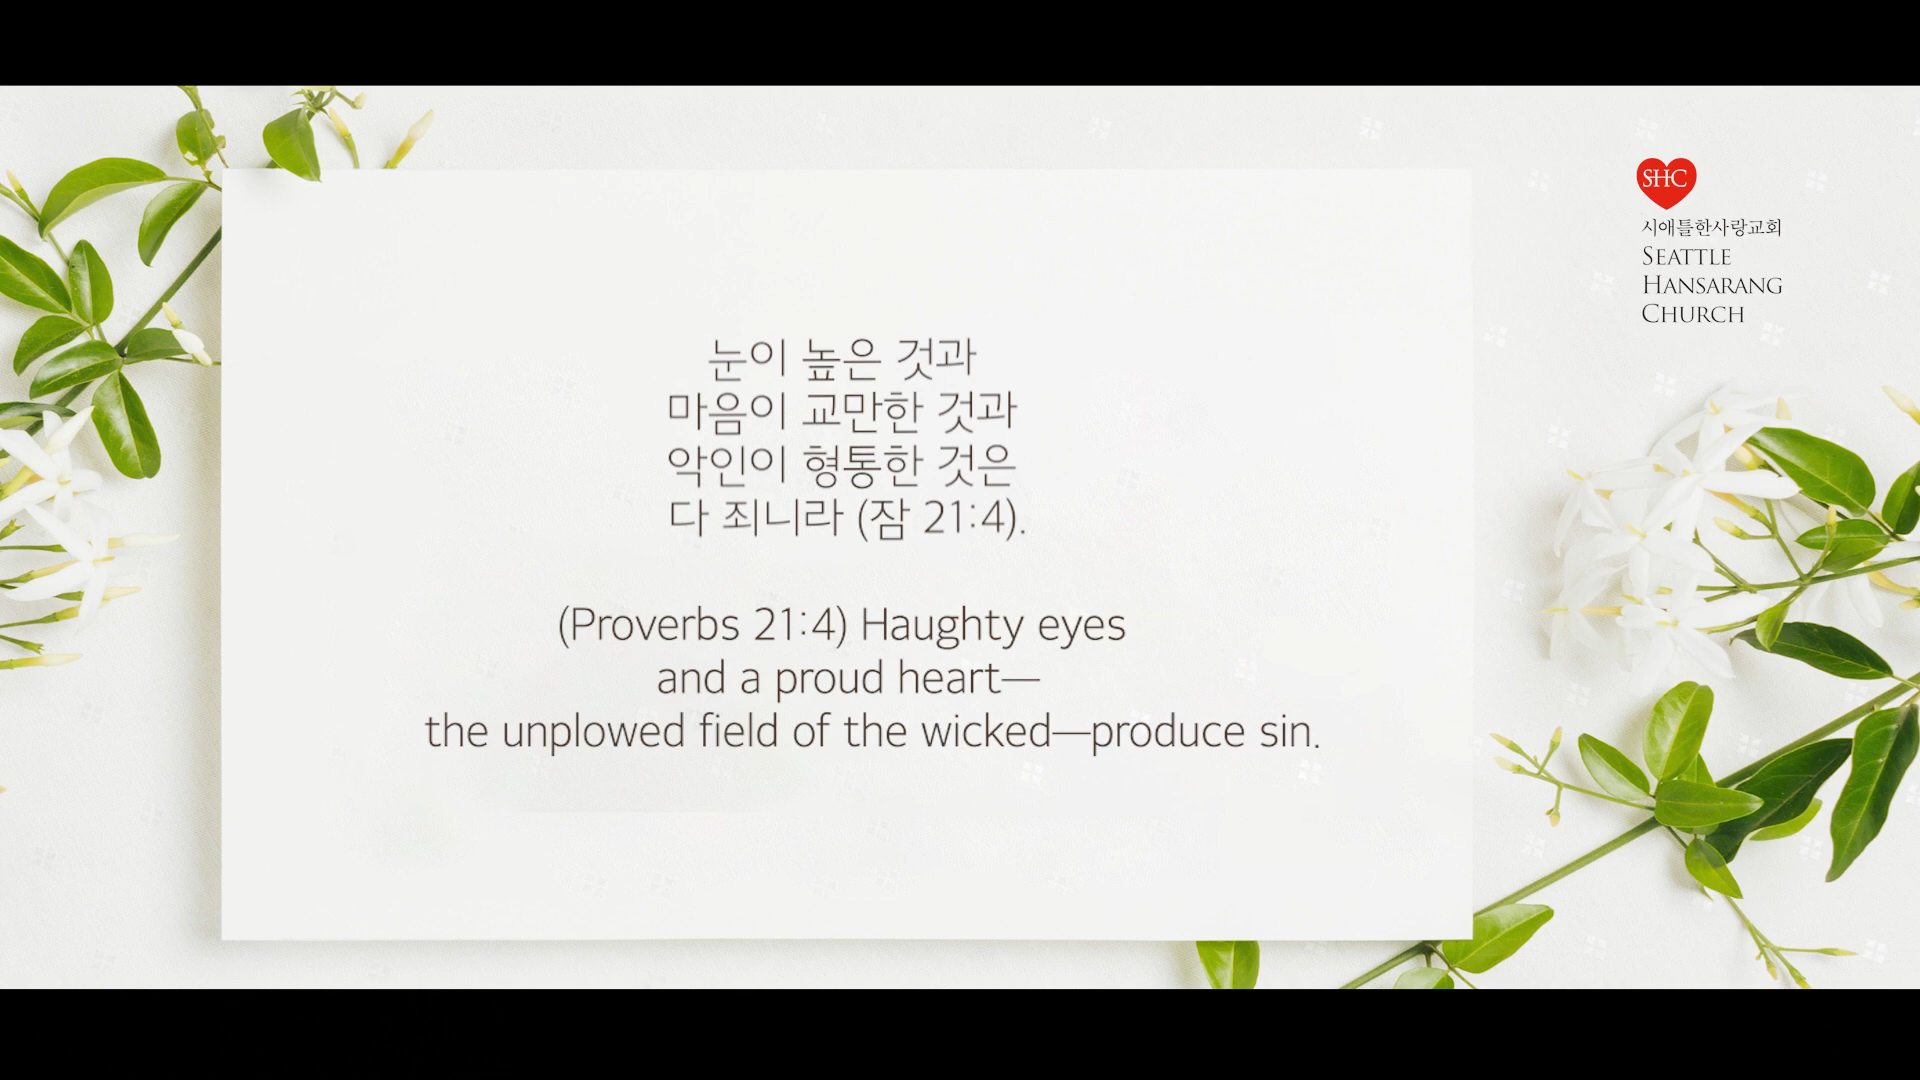 눈이 높은 것과
마음이 교만한 것과
악인이 형통한 것은
다 죄니라 (잠 21:4).
(Proverbs 21:4) Haughty eyes
and a proud heart—
the unplowed field of the wicked—produce sin.
SHC
시애틀한사랑교회
SEATTLE
HANSARANG
CHURCH